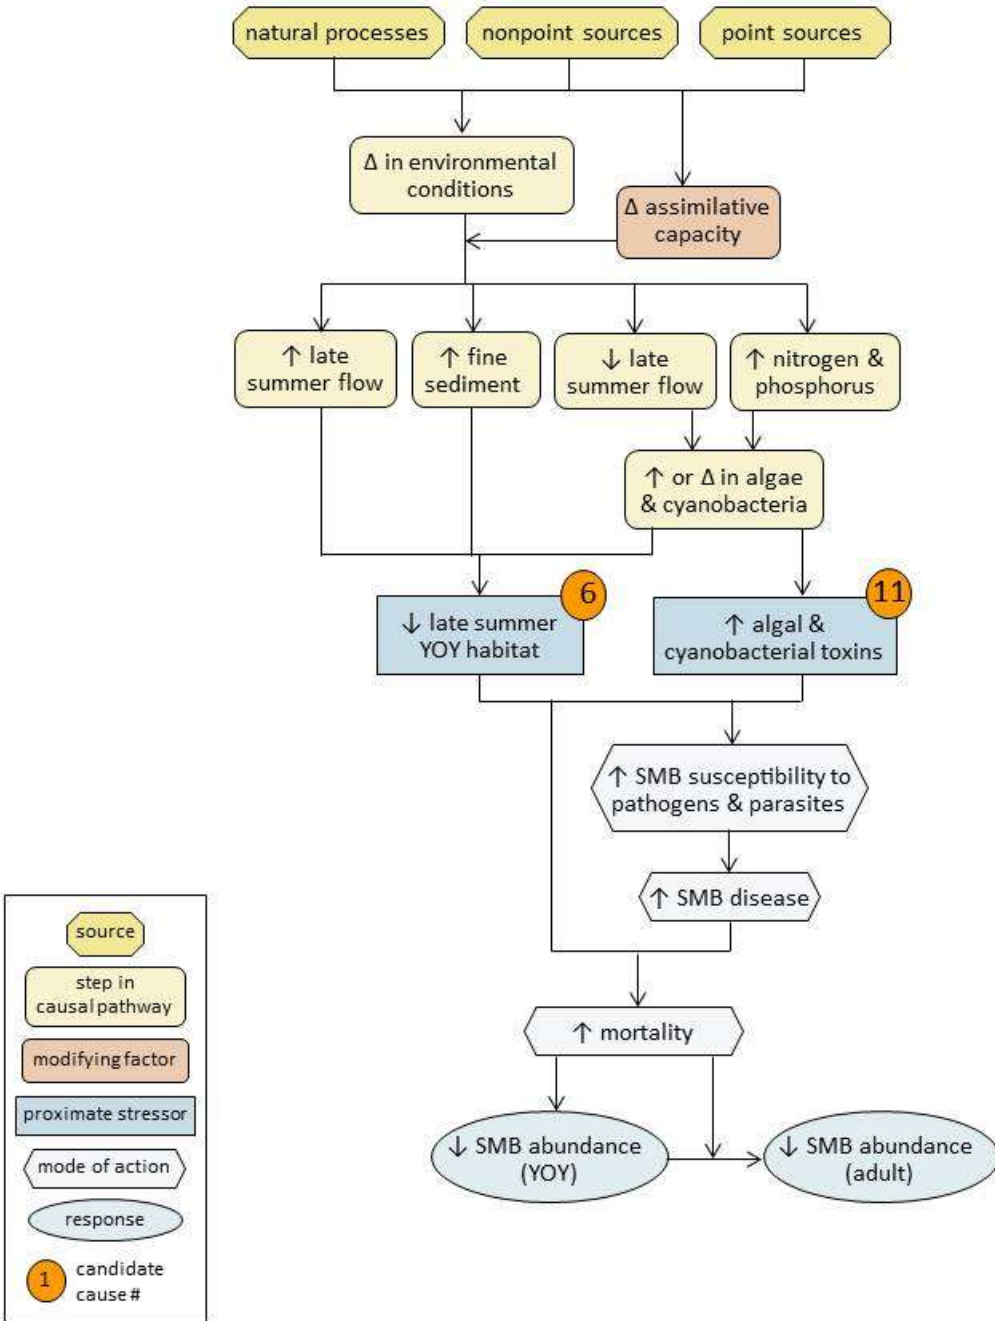 natural processes
nonpoint sources
point sources
Δ in environmental
conditions
Δ assimilative
capacity
↑ late
summer flow
↑ fine
sediment
↓ late
summer flow
↑ nitrogen &
phosphorus
↑ or Δ in algae
& cyanobacteria
6
↓ late summer
YOY habitat
11
↑ algal &
cyanobacterial toxins
↑ SMB susceptibility to
pathogens & parasites
↑ SMB disease
↑ mortality
↓ SMB abundance
(YOY)
↓ SMB abundance
(adult)
source
step in
causal pathway
modifying factor
proximate stressor
mode of action
response
1
candidate
cause #